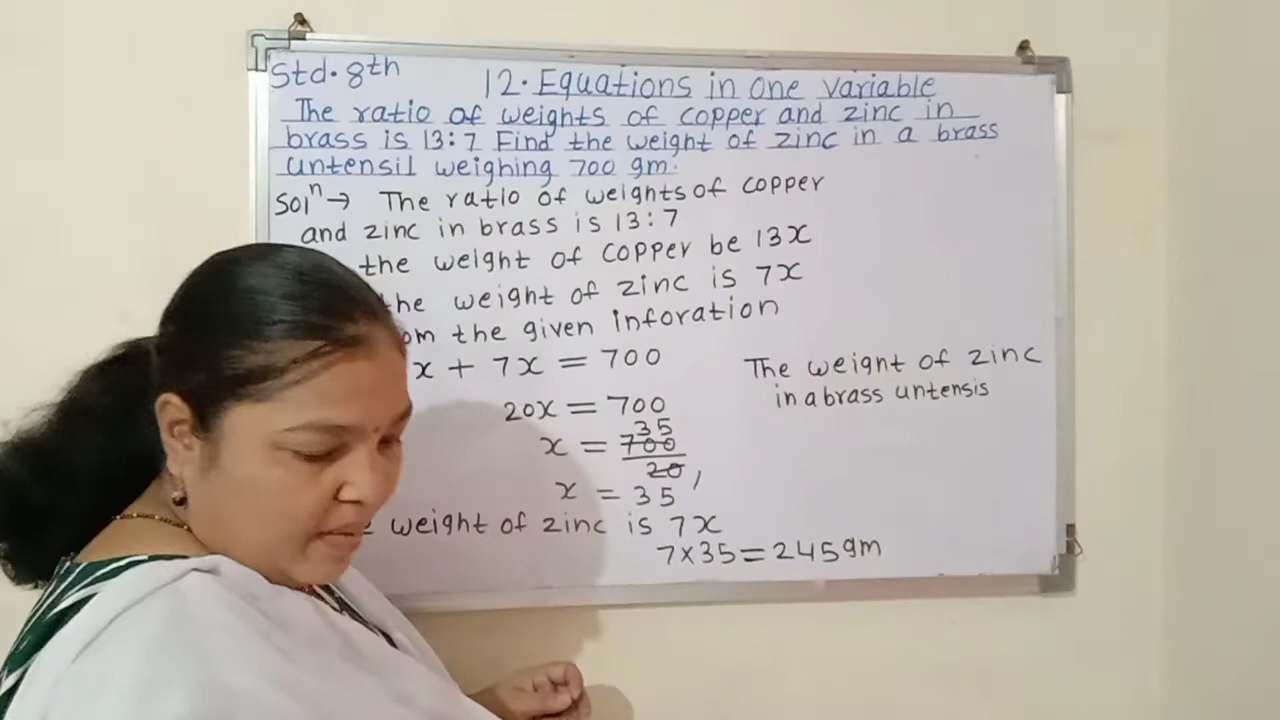 Std. 8th
12. Equations in one variable
The ratio of weights of copper and zinc in
brass is 13:7 Find the weight of zinc in a brass
untensil weighing 700 gm.
Solⁿ → The ratio of weights of copper
and zinc in brass is 13:7
the weight of copper be 13x
the weight of zinc is 7x
the given inforation
x + 7x = 700
20x = 700
35
x = 700/20
x = 35
weight of zinc is 7x
7x35 = 245gm
The weignt of zinc
in a brass untensis